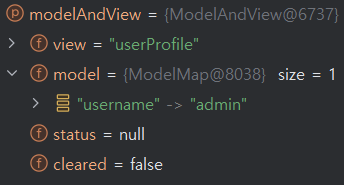 p modelAndView = {ModelAndView@6737}
f view = "userProfile"
f model = {ModelMap@8038} size = 1
"username" -> "admin"
f status = null
f cleared = false